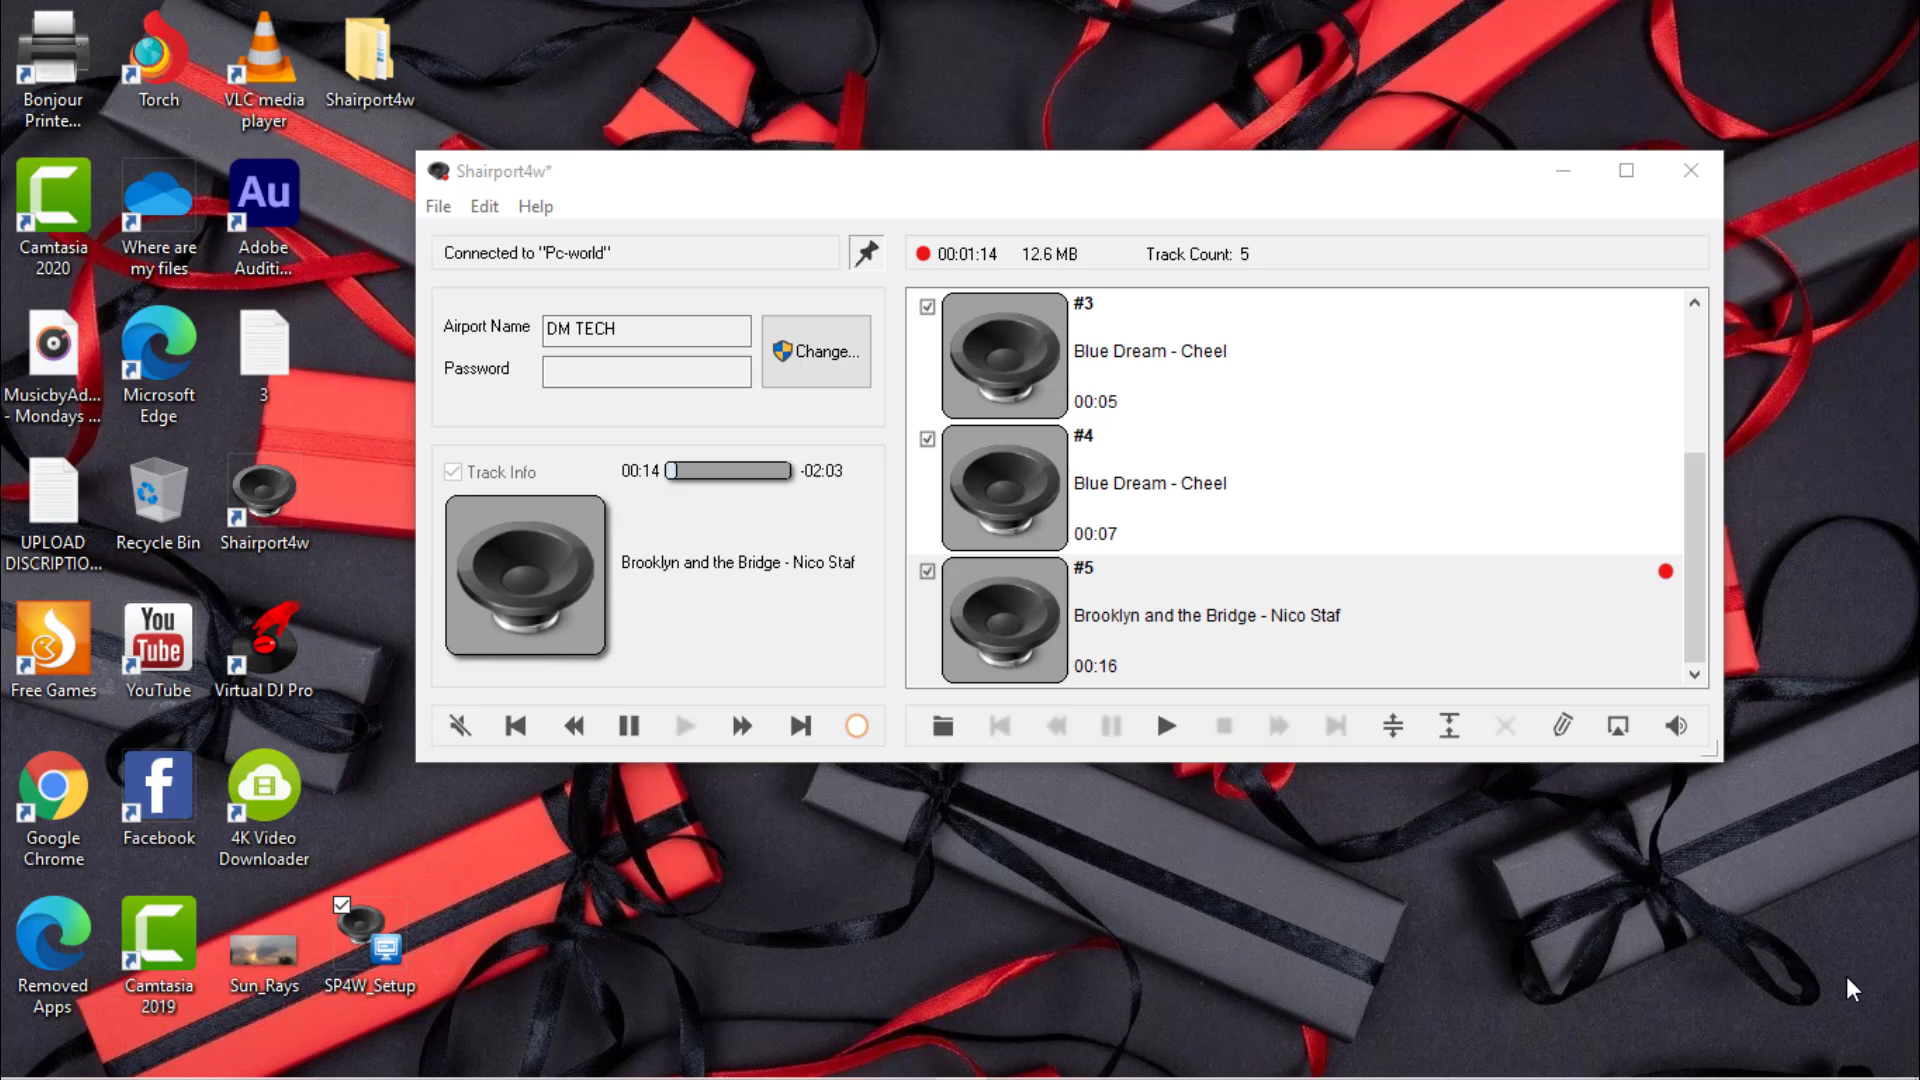 Bonjour
Printe...
Torch
VLC media
player
Shairport4w
Camtasia
2020
Where are
my files
Au
Adobe
Auditi...
MusicbyAd...
- Mondays ...
Microsoft
Edge
3
UPLOAD
DISCRIPTIO...
Recycle Bin
Shairport4w
Free Games
You
Tube
YouTube
Virtual DJ Pro
Google
Chrome
Facebook
4K Video
Downloader
Removed
Apps
Camtasia
2019
Sun_Rays
SP4W_Setup
Shairport4w*
File Edit Help
Connected to "Pc-world"
Airport Name DM TECH
Password
Change...
Track Info 00:14 -02:03
Brooklyn and the Bridge - Nico Staf
00:01:14 12.6 MB Track Count: 5
#3
Blue Dream - Cheel
00:05
#4
Blue Dream - Cheel
00:07
#5
Brooklyn and the Bridge - Nico Staf
00:16